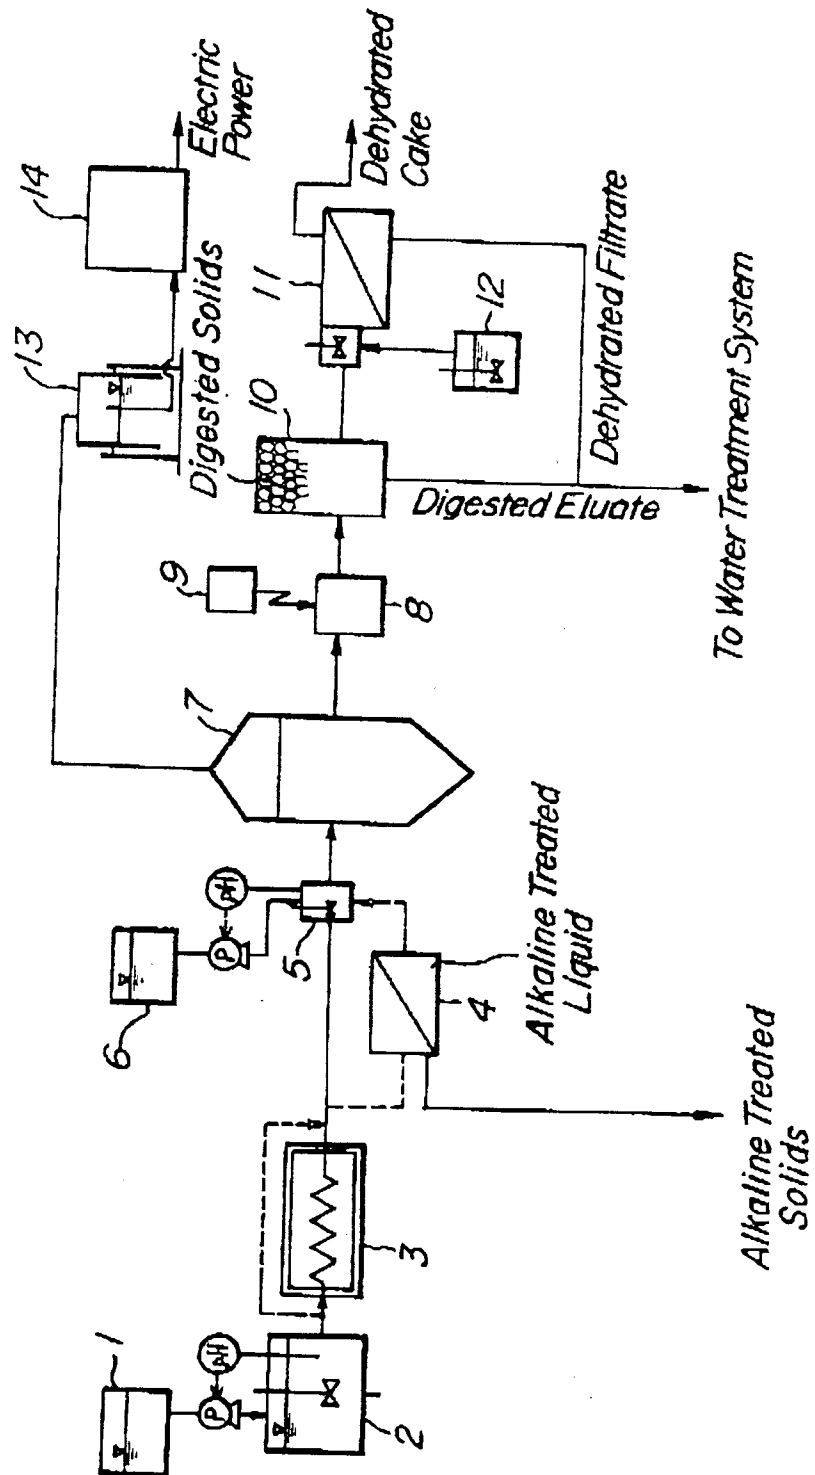 1
P
pH
2
3
Alkaline Treated
Solids
4
Alkaline Treated
Liquid
5
6
P
pH
7
8
9
10
Digested Eluate
To Water Treatment System
Dehydrated Filtrate
11
12
Dehydrated
Cake
13
Digested Solids
14
Electric
Power